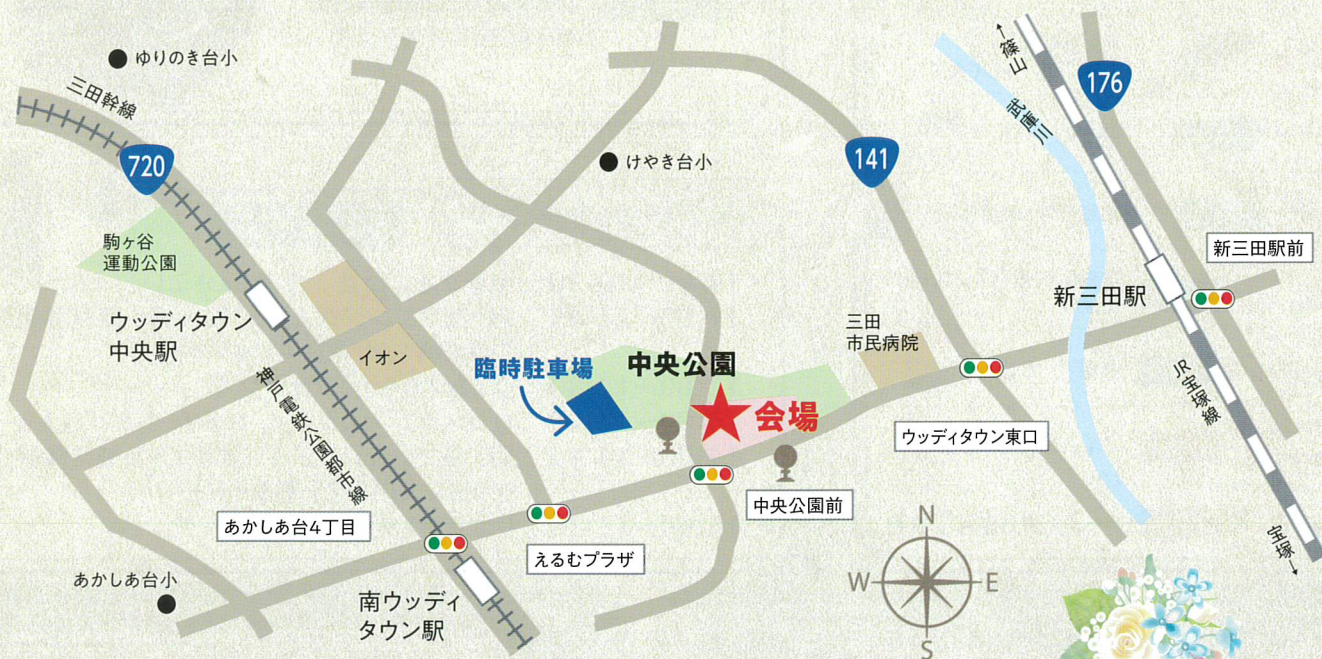 ゆりのき台小
三田幹線
720
駒ヶ谷
運動公園
ウッディタウン
中央駅
神戸電鉄公園都市線
イオン
あかしあ台4丁目
あかしあ台小
南ウッディ
タウン駅
えるむプラザ
臨時駐車場
中央公園
会場
中央公園前
けやき台小
141
三田
市民病院
ウッディタウン東口
武庫川
←篠山
176
新三田駅前
新三田駅
JR宝塚線
宝塚→
N
W
E
S